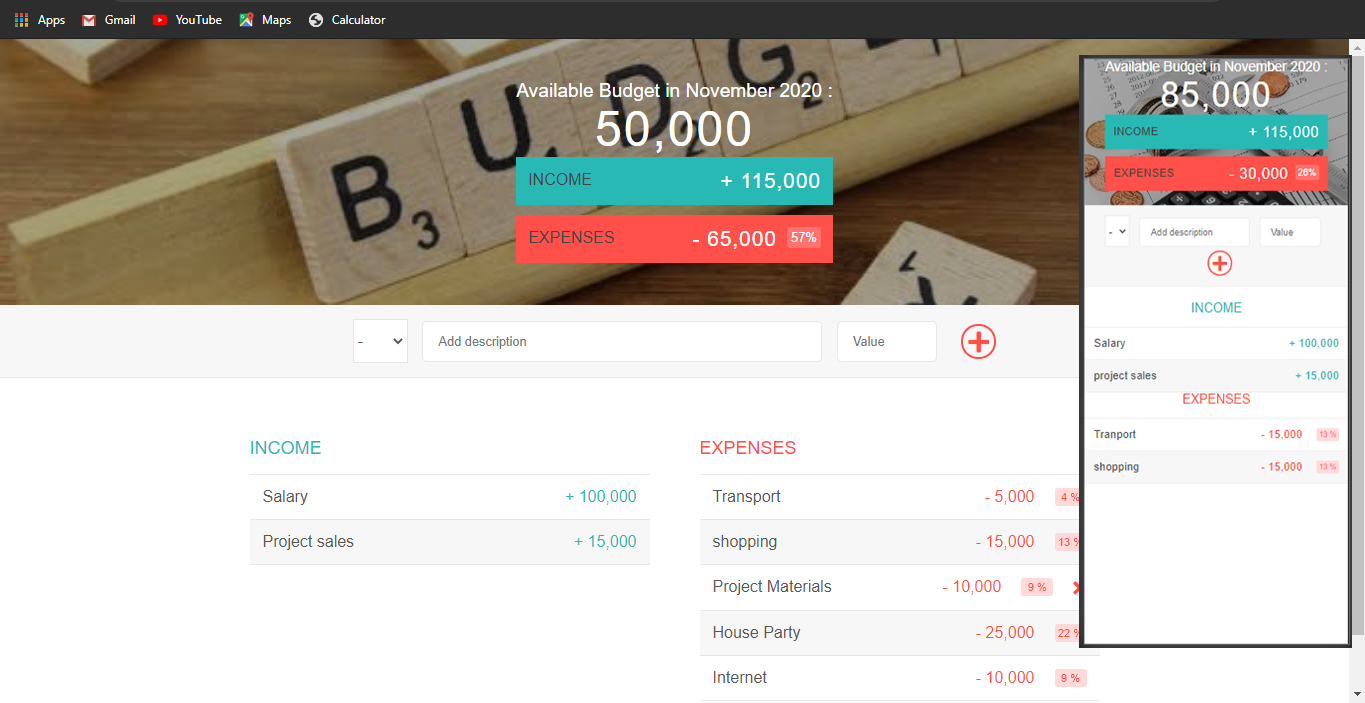 Apps Gmail YouTube Maps Calculator
B3 U D2 G2 E
Available Budget in November 2020 :
50,000
INCOME + 115,000
EXPENSES - 65,000 57%
- Add description Value
INCOME
Salary + 100,000
Project sales + 15,000
EXPENSES
Transport - 5,000 4 %
shopping - 15,000 13 %
Project Materials - 10,000 9 %
House Party - 25,000 22 %
Internet - 10,000 9 %
Available Budget in November 2020 :
85,000
INCOME + 115,000
EXPENSES - 30,000 26%
- Add description Value
INCOME
Salary + 100,000
project sales + 15,000
EXPENSES
Tranport - 15,000 13 %
shopping - 15,000 13 %